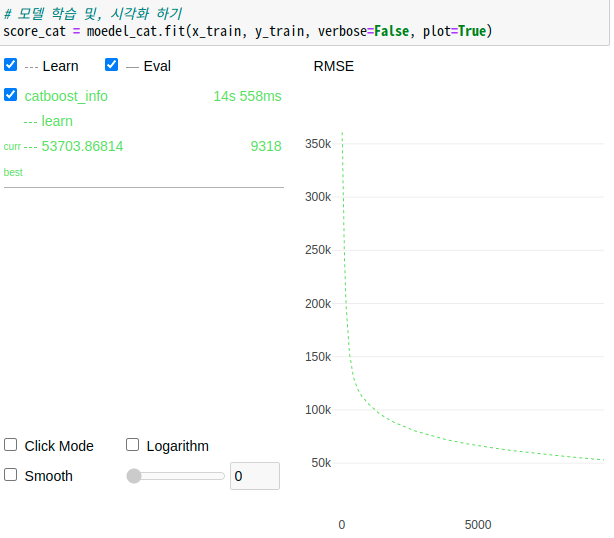 # 모델 학습 및, 시각화 하기
score_cat = moedel_cat.fit(x_train, y_train, verbose=False, plot=True)
--- Learn — Eval
RMSE
catboost_info 14s 558ms
--- learn
curr --- 53703.86814 9318
best
350k
300k
250k
200k
150k
100k
50k
Click Mode Logarithm
Smooth 0
0 5000